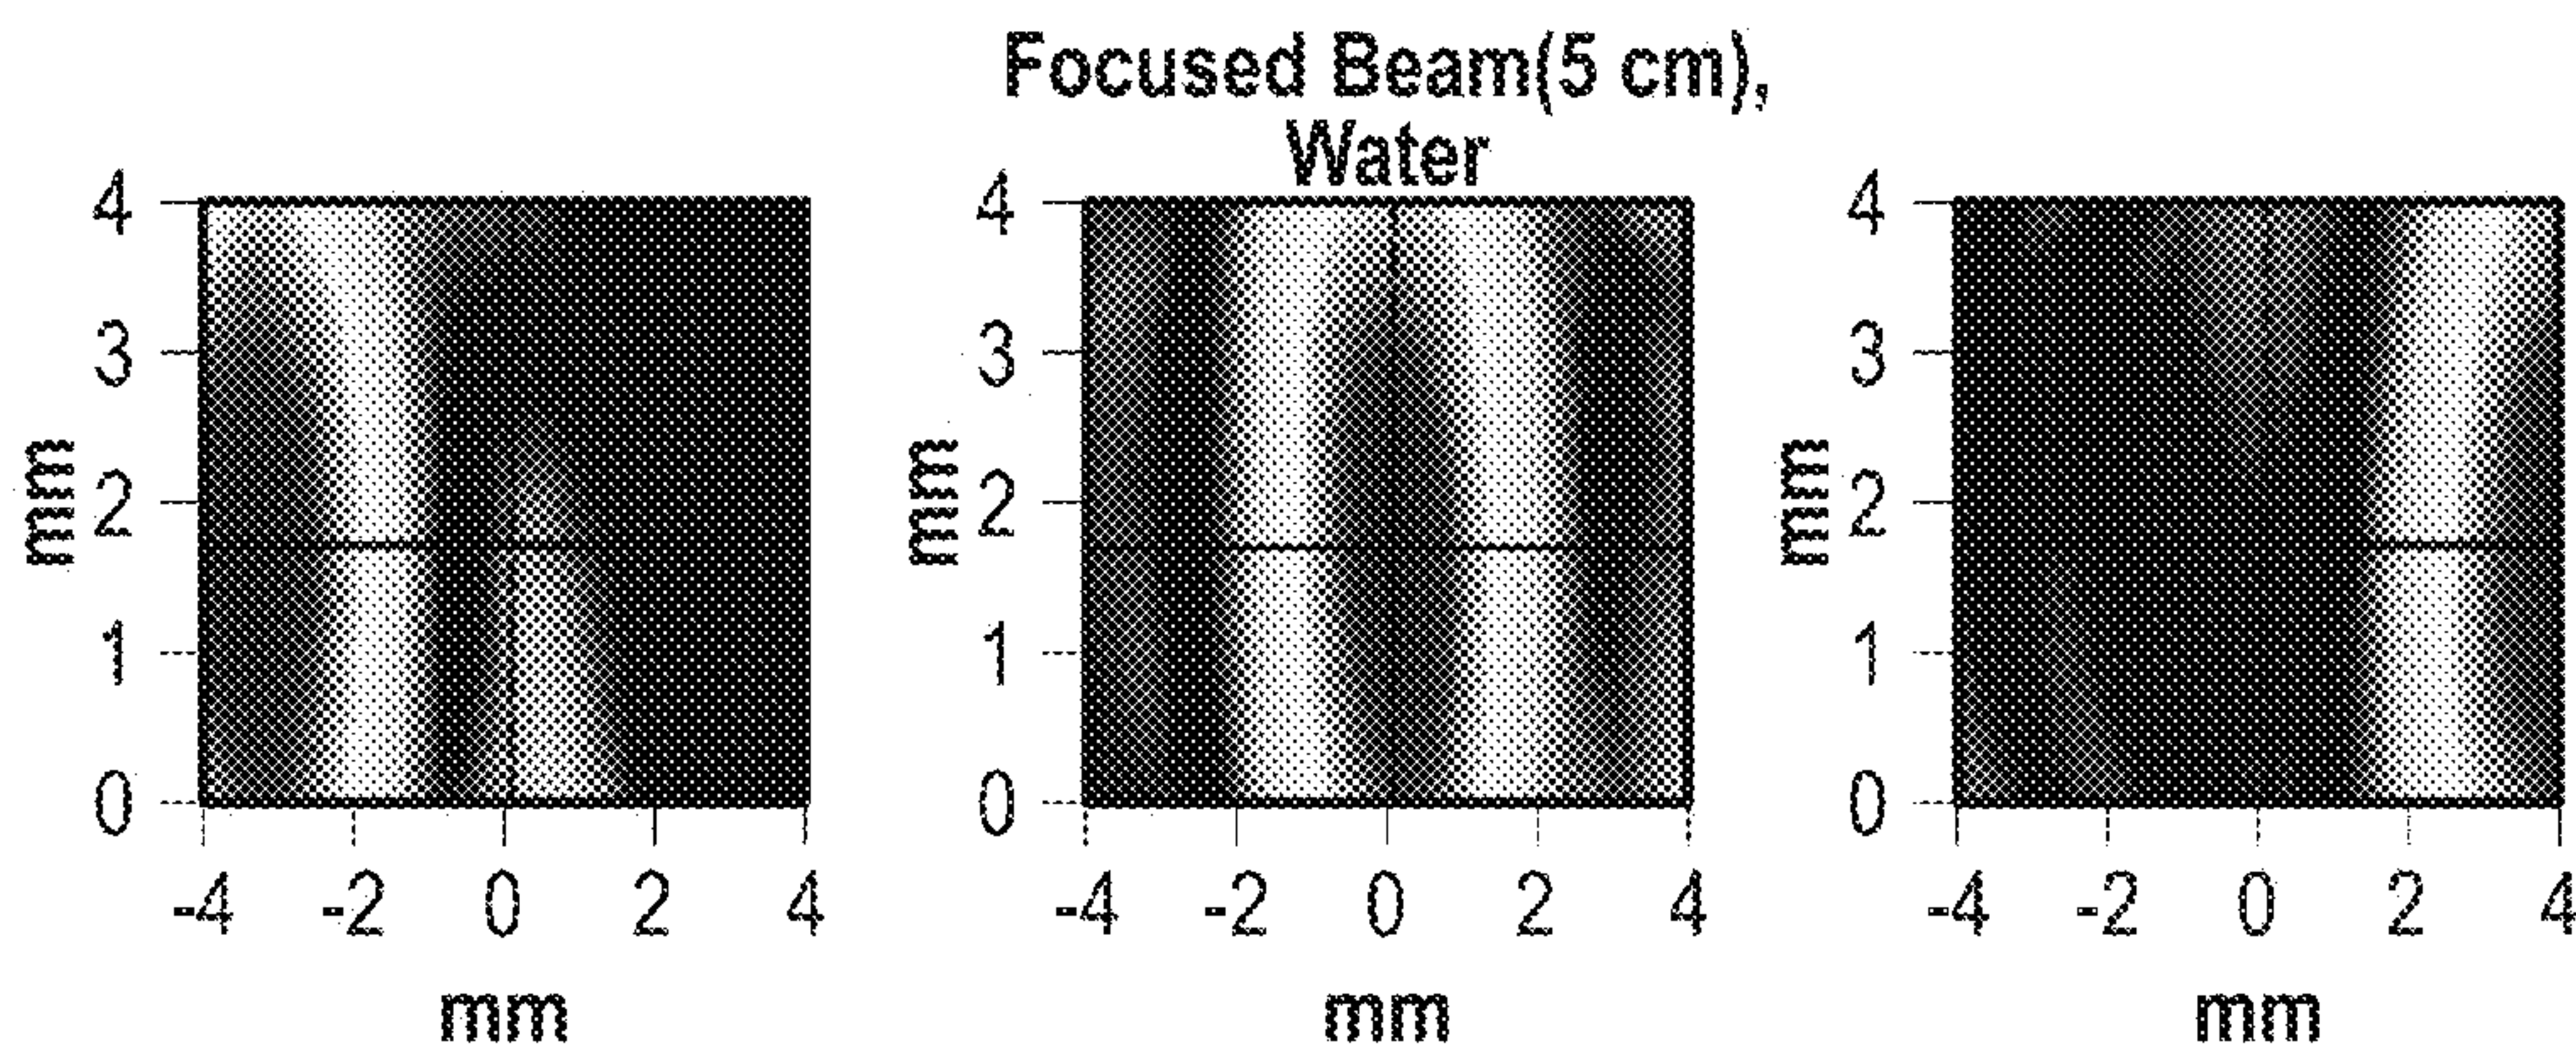 Focused Beam(5 cm),
Water
4 4 4
3 3 3
mm 2 mm 2 mm 2
1 1 1
0 0 0
-4 -2 0 2 4 -4 -2 0 2 4 -4 -2 0 2 4
mm mm mm